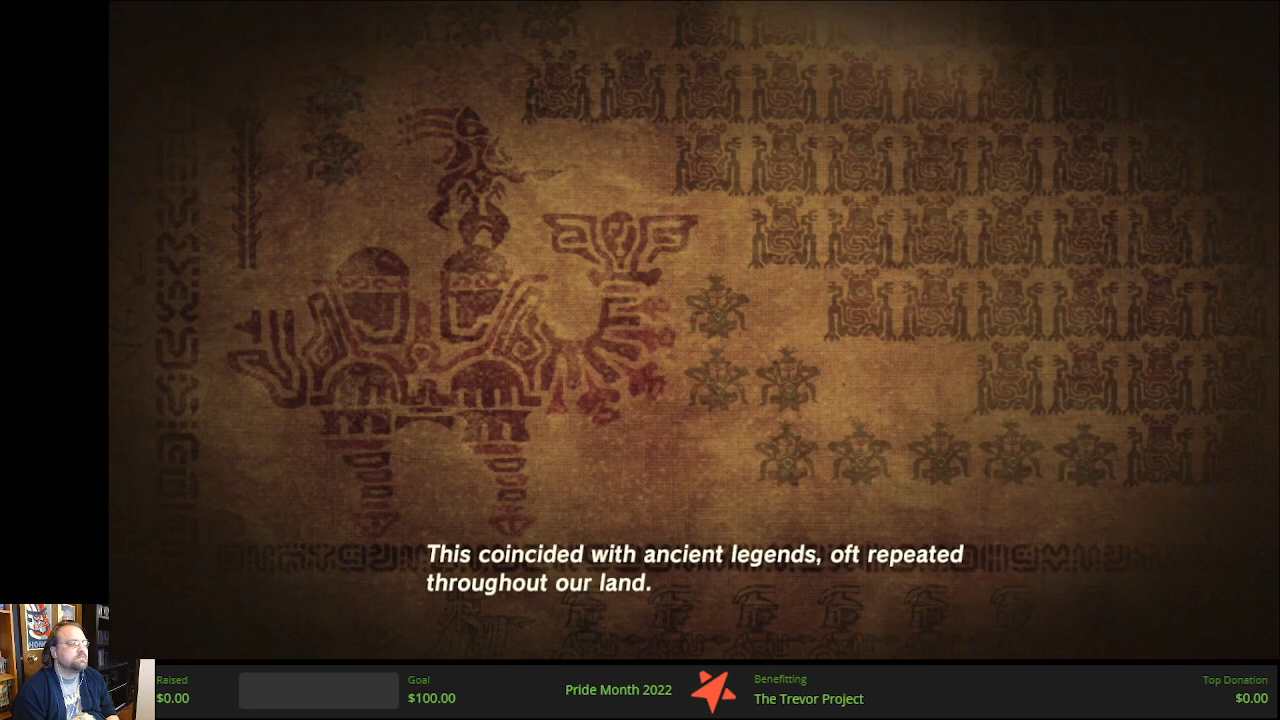 This coincided with ancient legends, oft repeated
throughout our land.
Raised
$0.00
Goal
$100.00
Pride Month 2022
Benefitting
The Trevor Project
Top Donation
$0.00